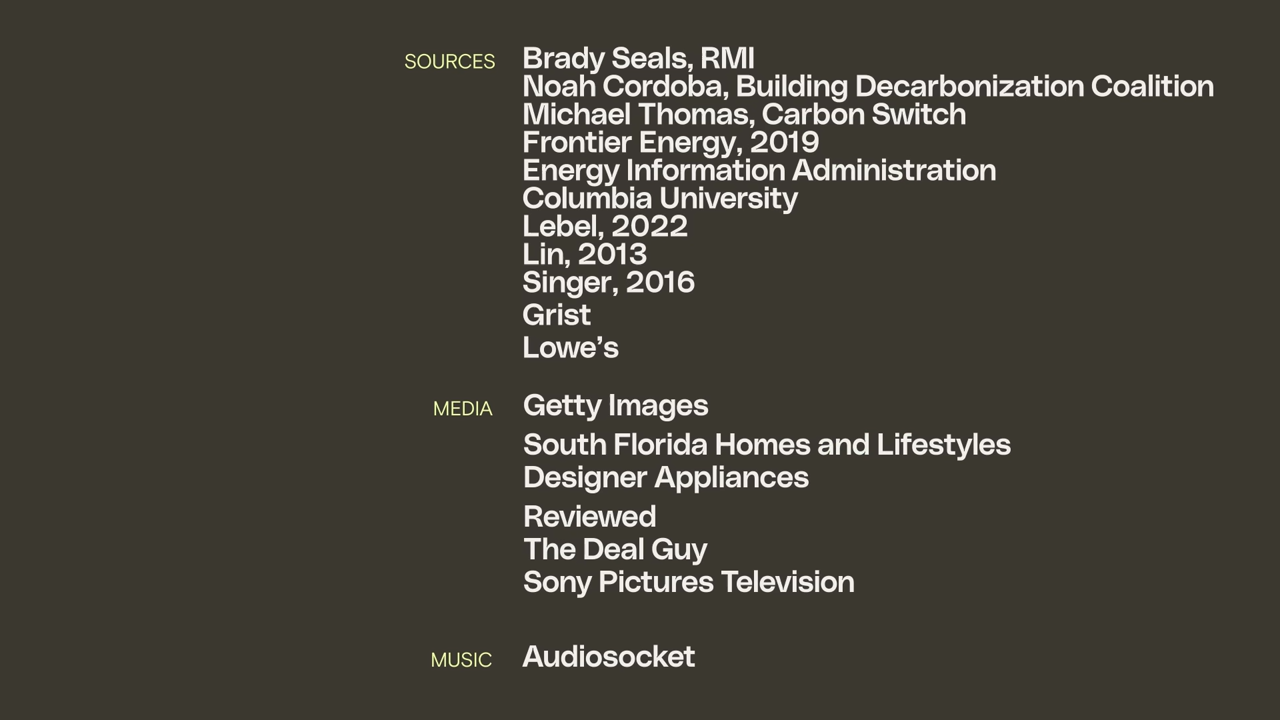 SOURCES Brady Seals, RMI
Noah Cordoba, Building Decarbonization Coalition
Michael Thomas, Carbon Switch
Frontier Energy, 2019
Energy Information Administration
Columbia University
Lebel, 2022
Lin, 2013
Singer, 2016
Grist
Lowe’s
MEDIA Getty Images
South Florida Homes and Lifestyles
Designer Appliances
Reviewed
The Deal Guy
Sony Pictures Television
MUSIC Audiosocket